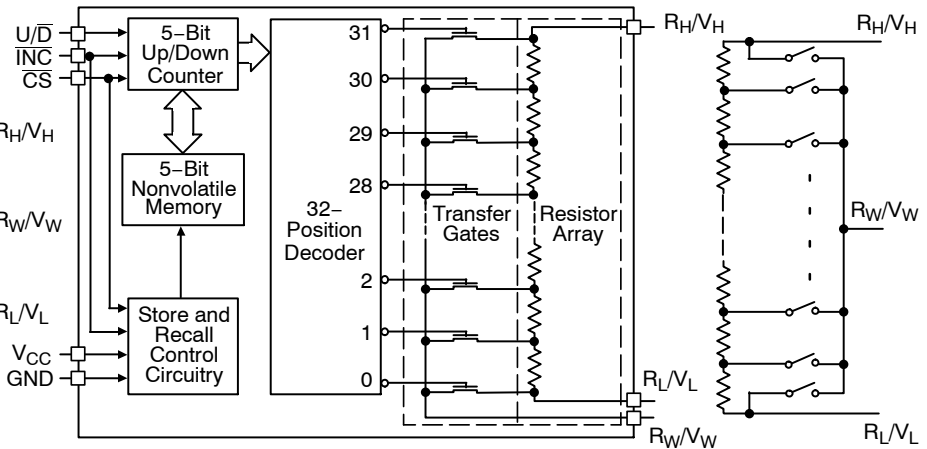 U/D̅
I̅N̅C̅
C̅S̅
R_H/V_H
R_W/V_W
R_L/V_L
V_CC
GND
5−Bit
Up/Down
Counter
5−Bit
Nonvolatile
Memory
Store and
Recall
Control
Circuitry
32−
Position
Decoder
31
30
29
28
2
1
0
Transfer
Gates
Resistor
Array
R_H/V_H
R_L/V_L
R_W/V_W
R_H/V_H
R_W/V_W
R_L/V_L